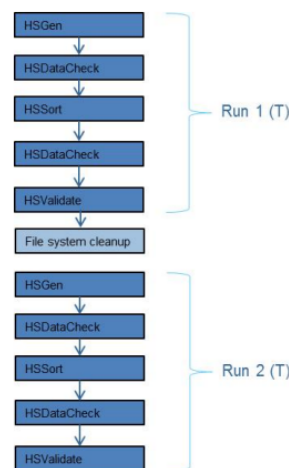 HSGen
HSDataCheck
HSSort
HSDataCheck
HSValidate
Run 1 (T)
File system cleanup
HSGen
HSDataCheck
HSSort
HSDataCheck
HSValidate
Run 2 (T)